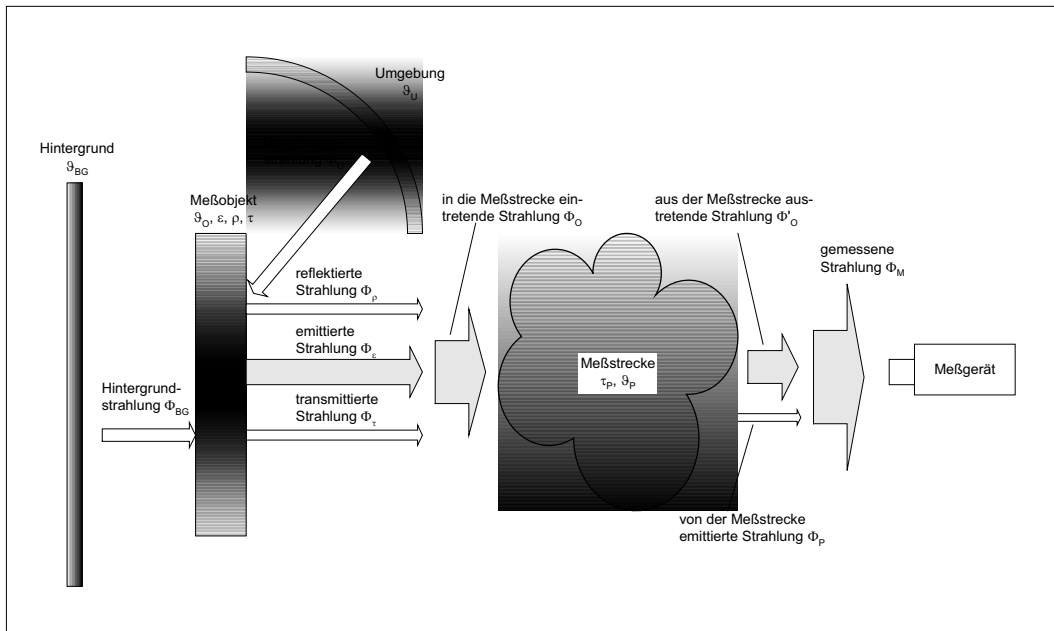 Umgebung
ϑU
Hintergrund
ϑBG
Meßobjekt
ϑO, ε, ρ, τ
in die Meßstrecke ein-
tretende Strahlung ΦO
aus der Meßstrecke aus-
tretende Strahlung Φ'O
gemessene
Strahlung ΦM
reflektierte
Strahlung Φρ
emittierte
Strahlung Φε
Meßstrecke
τP, ϑP
Meßgerät
Hintergrund-
strahlung ΦBG
transmittierte
Strahlung Φτ
von der Meßstrecke
emittierte Strahlung ΦP